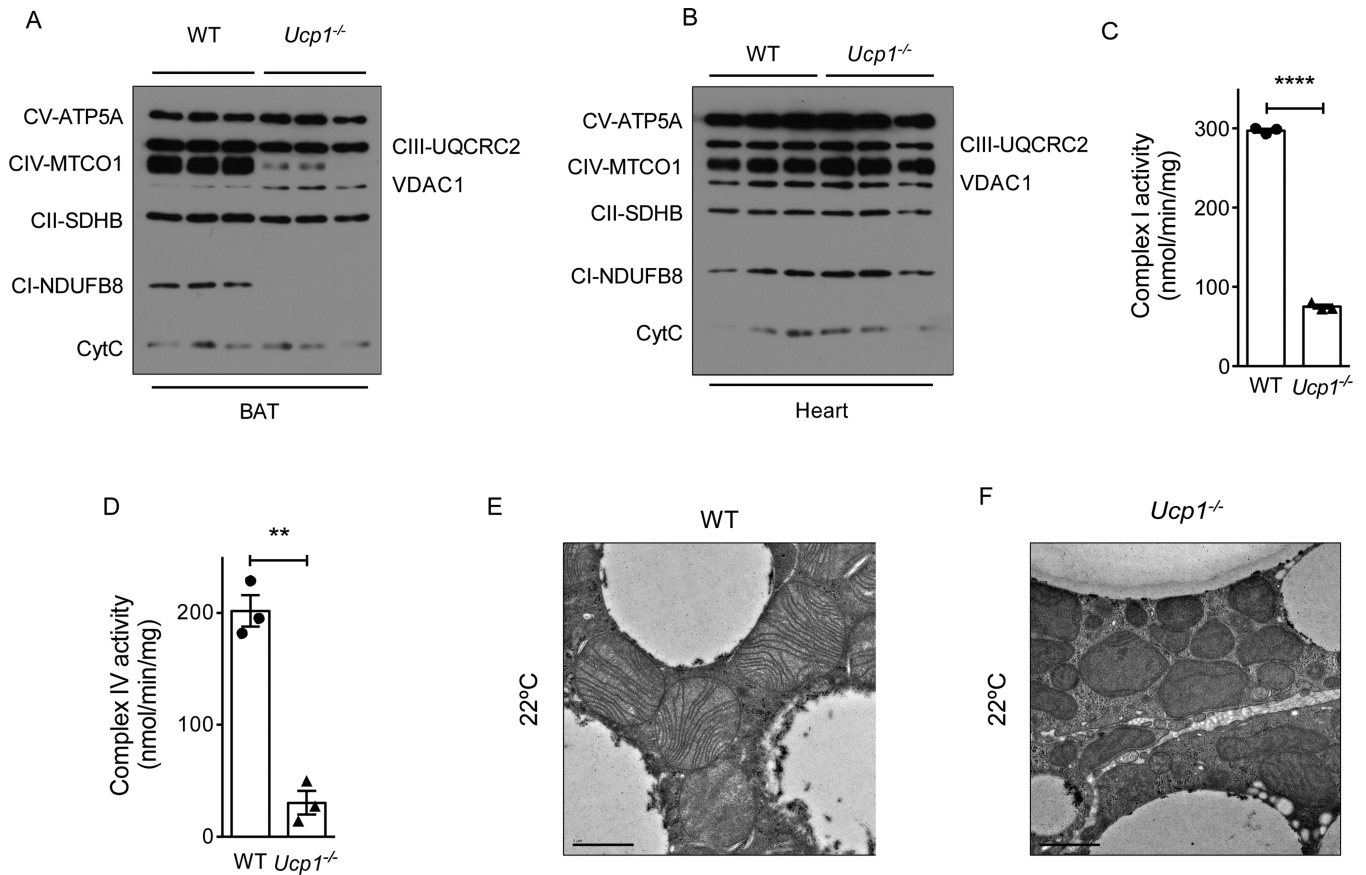 A
WT
Ucp1-/-
CV-ATP5A
CIV-MTCO1
CII-SDHB
CI-NDUFB8
CytC
CIII-UQCRC2
VDAC1
BAT
B
WT
Ucp1-/-
CV-ATP5A
CIV-MTCO1
CII-SDHB
CI-NDUFB8
CytC
CIII-UQCRC2
VDAC1
Heart
C
****
Complex I activity
(nmol/min/mg)
300
200
100
0
WT
Ucp1-/-
D
**
Complex IV activity
(nmol/min/mg)
200
100
0
WT
Ucp1-/-
E
WT
22ºC
F
Ucp1-/-
22ºC